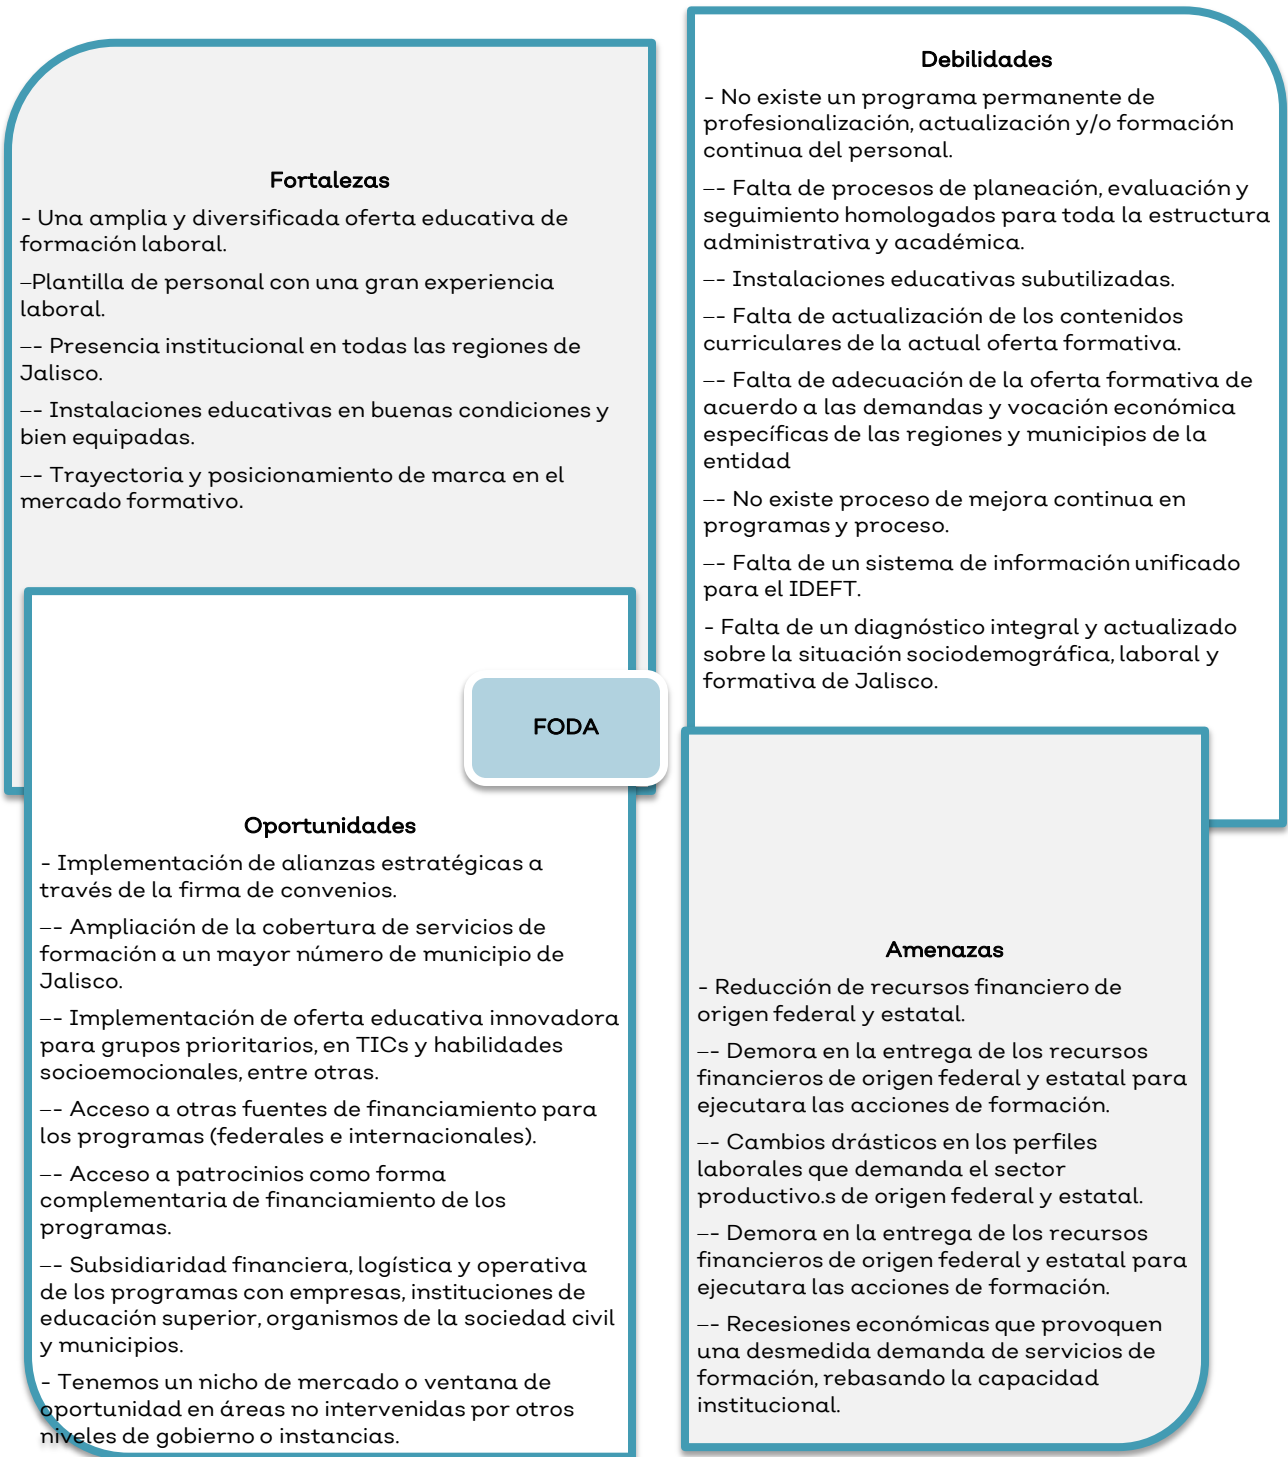 Fortalezas
- Una amplia y diversificada oferta educativa de
formación laboral.
–Plantilla de personal con una gran experiencia
laboral.
–- Presencia institucional en todas las regiones de
Jalisco.
–- Instalaciones educativas en buenas condiciones y
bien equipadas.
–- Trayectoria y posicionamiento de marca en el
mercado formativo.
Debilidades
- No existe un programa permanente de
profesionalización, actualización y/o formación
continua del personal.
–- Falta de procesos de planeación, evaluación y
seguimiento homologados para toda la estructura
administrativa y académica.
–- Instalaciones educativas subutilizadas.
–- Falta de actualización de los contenidos
curriculares de la actual oferta formativa.
–- Falta de adecuación de la oferta formativa de
acuerdo a las demandas y vocación económica
específicas de las regiones y municipios de la
entidad
–- No existe proceso de mejora continua en
programas y proceso.
–- Falta de un sistema de información unificado
para el IDEFT.
- Falta de un diagnóstico integral y actualizado
sobre la situación sociodemográfica, laboral y
formativa de Jalisco.
FODA
Oportunidades
- Implementación de alianzas estratégicas a
través de la firma de convenios.
–- Ampliación de la cobertura de servicios de
formación a un mayor número de municipio de
Jalisco.
–- Implementación de oferta educativa innovadora
para grupos prioritarios, en TICs y habilidades
socioemocionales, entre otras.
–- Acceso a otras fuentes de financiamiento para
los programas (federales e internacionales).
–- Acceso a patrocinios como forma
complementaria de financiamiento de los
programas.
–- Subsidiaridad financiera, logística y operativa
de los programas con empresas, instituciones de
educación superior, organismos de la sociedad civil
y municipios.
- Tenemos un nicho de mercado o ventana de
oportunidad en áreas no intervenidas por otros
niveles de gobierno o instancias.
Amenazas
- Reducción de recursos financiero de
origen federal y estatal.
–- Demora en la entrega de los recursos
financieros de origen federal y estatal para
ejecutara las acciones de formación.
–- Cambios drásticos en los perfiles
laborales que demanda el sector
productivo.s de origen federal y estatal.
–- Demora en la entrega de los recursos
financieros de origen federal y estatal para
ejecutara las acciones de formación.
–- Recesiones económicas que provoquen
una desmedida demanda de servicios de
formación, rebasando la capacidad
institucional.